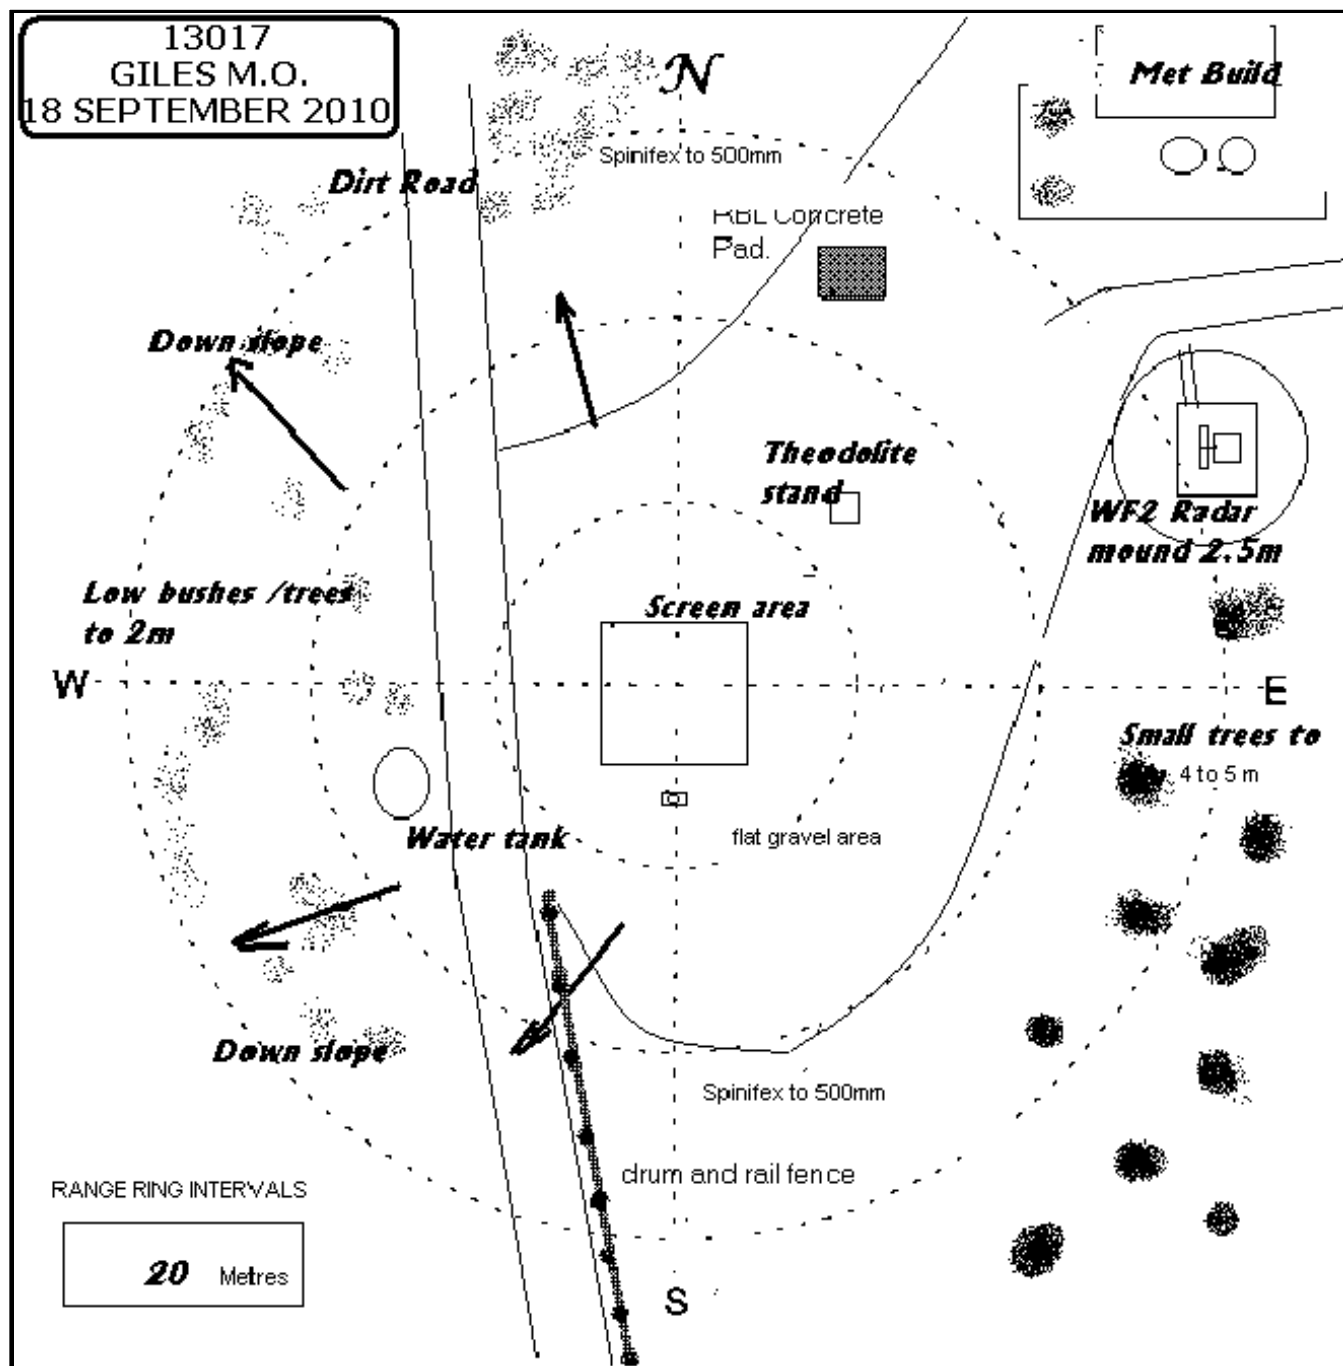 13017
GILES M.O.
18 SEPTEMBER 2010
N
Met Build
Spinifex to 500mm
Dirt Road
RBL Concrete
Pad.
Down slope
Theodolite
stand
WF2 Radar
mound 2.5m
Low bushes /trees
to 2m
Screen area
W
E
Small trees to
4 to 5 m
Water tank
flat gravel area
Down slope
Spinifex to 500mm
drum and rail fence
RANGE RING INTERVALS
20 Metres
S